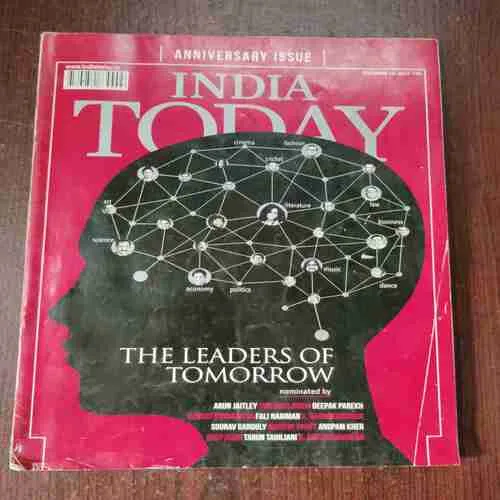 ANNIVERSARY ISSUE
INDIA
TODAY
cinema
fashion
cricket
art
literature
law
business
science
music
economy
politics
dance
THE LEADERS OF
TOMORROW
nominated by
ARUN JAITLEY DEEPAK PAREKH
FALI NARIMAN
SOURAV GANGULY ANUPAM KHER
TARUN TAHILIANI